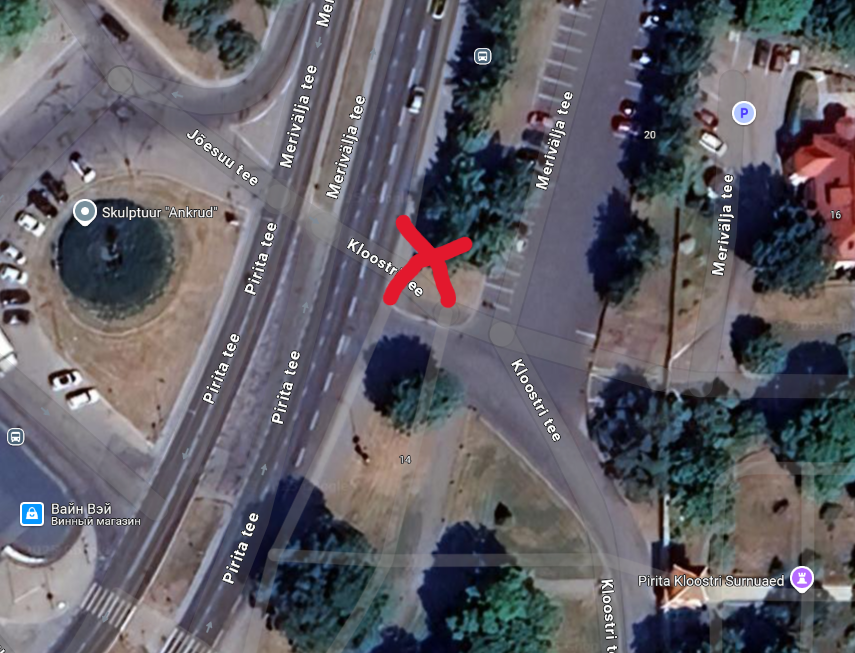 Mer
Merivälja tee
Merivälja tee
Merivälja tee
P
20
Jõesuu tee
Skulptuur "Ankrud"
Merivälja tee
16
Pirita tee
Kloostri tee
Pirita tee
Pirita tee
Kloostri tee
14
Вайн Вэй
Винный магазин
Pirita tee
Pirita Kloostri Surnuaed
Kloostri t